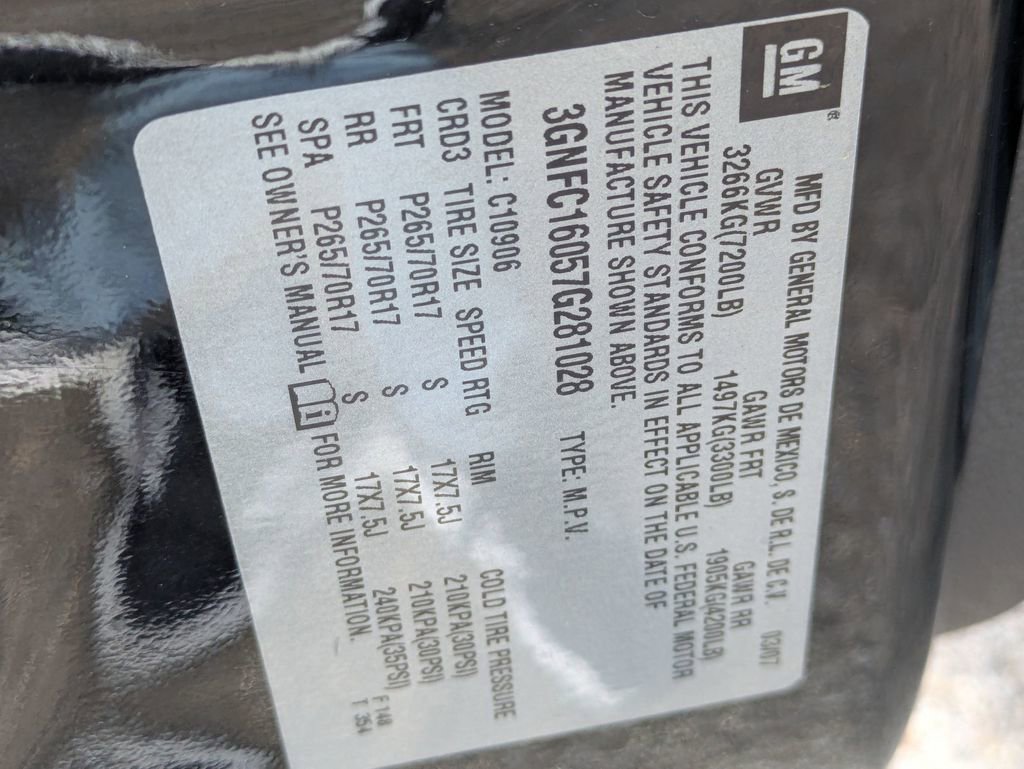 GM®
MFD BY GENERAL MOTORS DE MEXICO, S. DE R.L. DE C.V. 03/07
GVWR GAWR FRT GAWR RR
3266KG(7200LB) 1497KG(3300LB) 1905KG(4200LB)
THIS VEHICLE CONFORMS TO ALL APPLICABLE U.S. FEDERAL MOTOR
VEHICLE SAFETY STANDARDS IN EFFECT ON THE DATE OF
MANUFACTURE SHOWN ABOVE.
3GNFC16057G281028 TYPE: M.P.V.
MODEL: C10906
CRD3 TIRE SIZE SPEED RTG RIM COLD TIRE PRESSURE
FRT P265/70R17 S 17X7.5J 210KPA(30PSI)
RR P265/70R17 S 17X7.5J 210KPA(30PSI)
SPA P265/70R17 S 17X7.5J 240KPA(35PSI)
SEE OWNER'S MANUAL i FOR MORE INFORMATION.
F 148
T 354